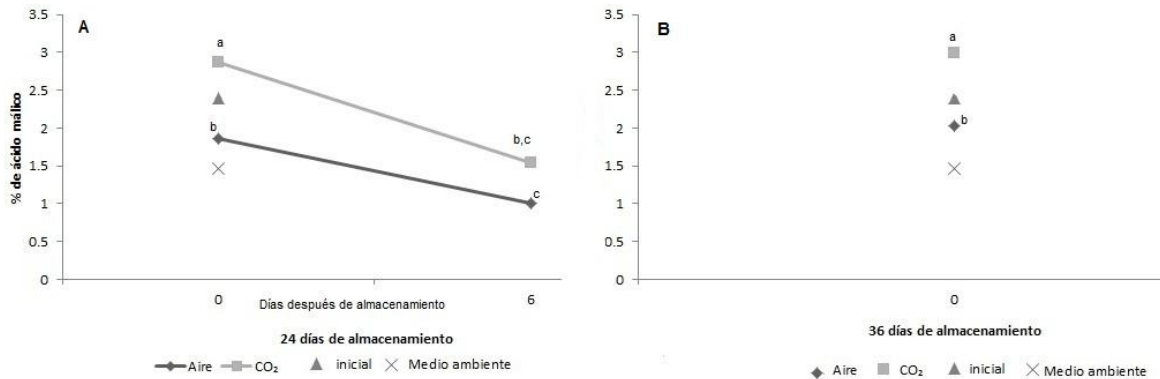 A
% de ácido málico
3.5
3
2.5
2
1.5
1
0.5
0
a
b
b,c
c
0
Días después de almacenamiento
6
24 días de almacenamiento
Aire
CO₂
inicial
Medio ambiente
B
3.5
3
2.5
2
1.5
1
0.5
0
a
b
0
36 días de almacenamiento
Aire
CO₂
inicial
Medio ambiente